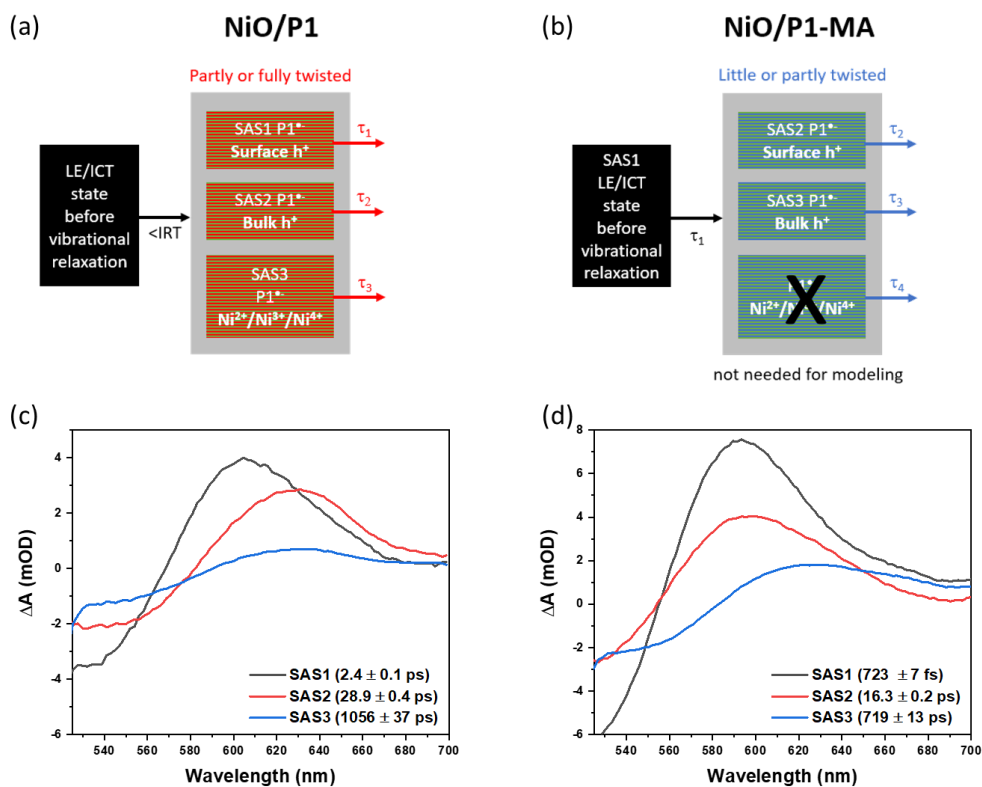 (a)
NiO/P1
Partly or fully twisted
LE/ICT
state
before
vibrational
relaxation
<IRT
SAS1 P1•-
Surface h+
τ1
SAS2 P1•-
Bulk h+
τ2
SAS3
P1•-
Ni2+/Ni3+/Ni4+
τ3
(b)
NiO/P1-MA
Little or partly twisted
SAS1
LE/ICT
state
before
vibrational
relaxation
τ1
SAS2 P1•-
Surface h+
τ2
SAS3 P1•-
Bulk h+
τ3
Ni2+/ /Ni4+
τ4
X
not needed for modeling
(c)
ΔA (mOD)
4
2
0
-2
-4
-6
SAS1 (2.4 ± 0.1 ps)
SAS2 (28.9 ± 0.4 ps)
SAS3 (1056 ± 37 ps)
540 560 580 600 620 640 660 680 700
Wavelength (nm)
(d)
ΔA (mOD)
8
6
4
2
0
-2
-4
-6
SAS1 (723 ± 7 fs)
SAS2 (16.3 ± 0.2 ps)
SAS3 (719 ± 13 ps)
540 560 580 600 620 640 660 680 700
Wavelength (nm)